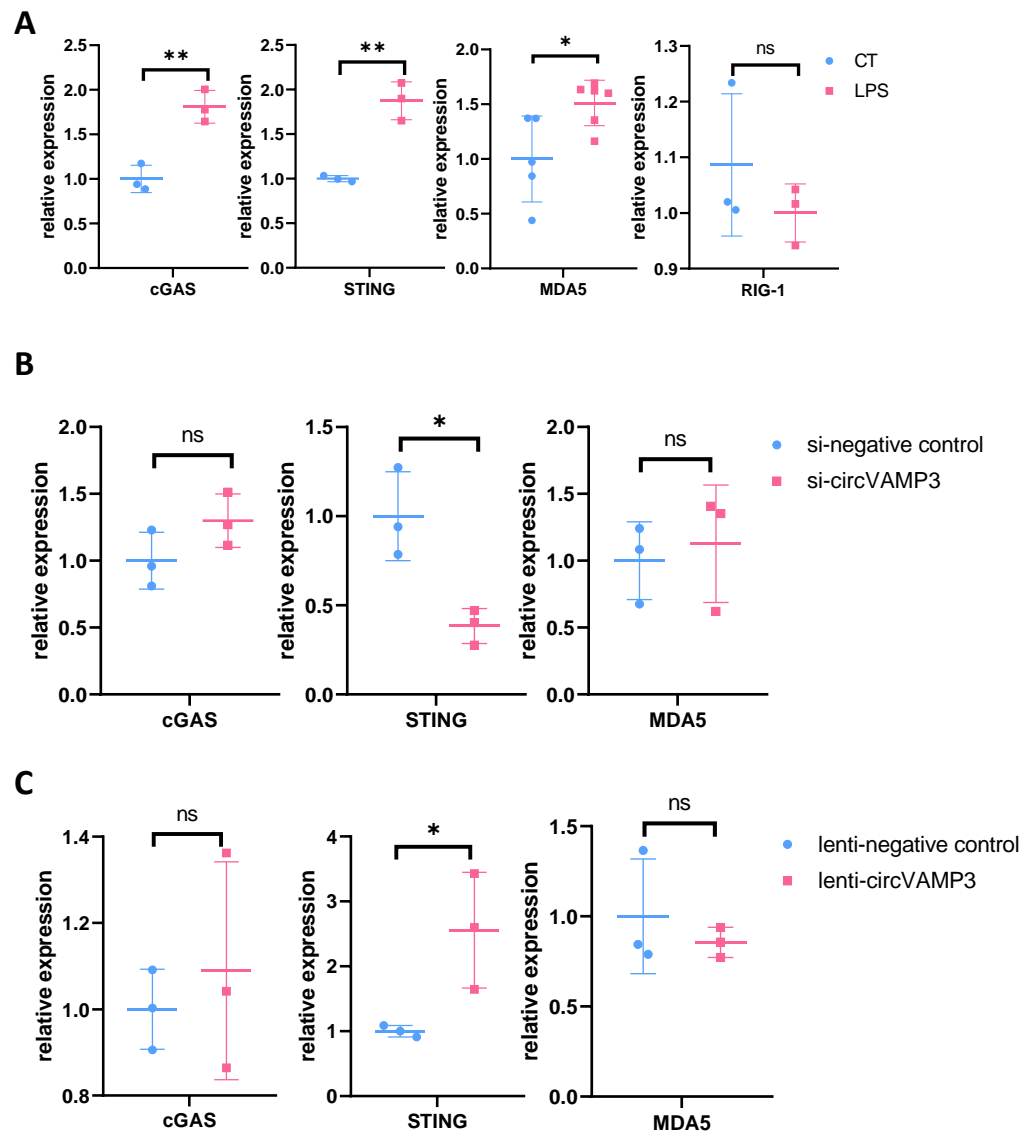 A
relative expression
2.5
2.0
1.5
1.0
0.5
0.0
**
cGAS
relative expression
2.5
2.0
1.5
1.0
0.5
0.0
**
STING
relative expression
2.0
1.5
1.0
0.5
0.0
*
MDA5
relative expression
1.3
1.2
1.1
1.0
0.9
ns
RIG-1
CT
LPS
B
relative expression
2.0
1.5
1.0
0.5
0.0
ns
cGAS
relative expression
1.5
1.0
0.5
0.0
*
STING
relative expression
2.0
1.5
1.0
0.5
0.0
ns
MDA5
si-negative control
si-circVAMP3
C
relative expression
1.4
1.2
1.0
0.8
ns
cGAS
relative expression
4
3
2
1
0
*
STING
relative expression
1.5
1.0
0.5
0.0
ns
MDA5
lenti-negative control
lenti-circVAMP3